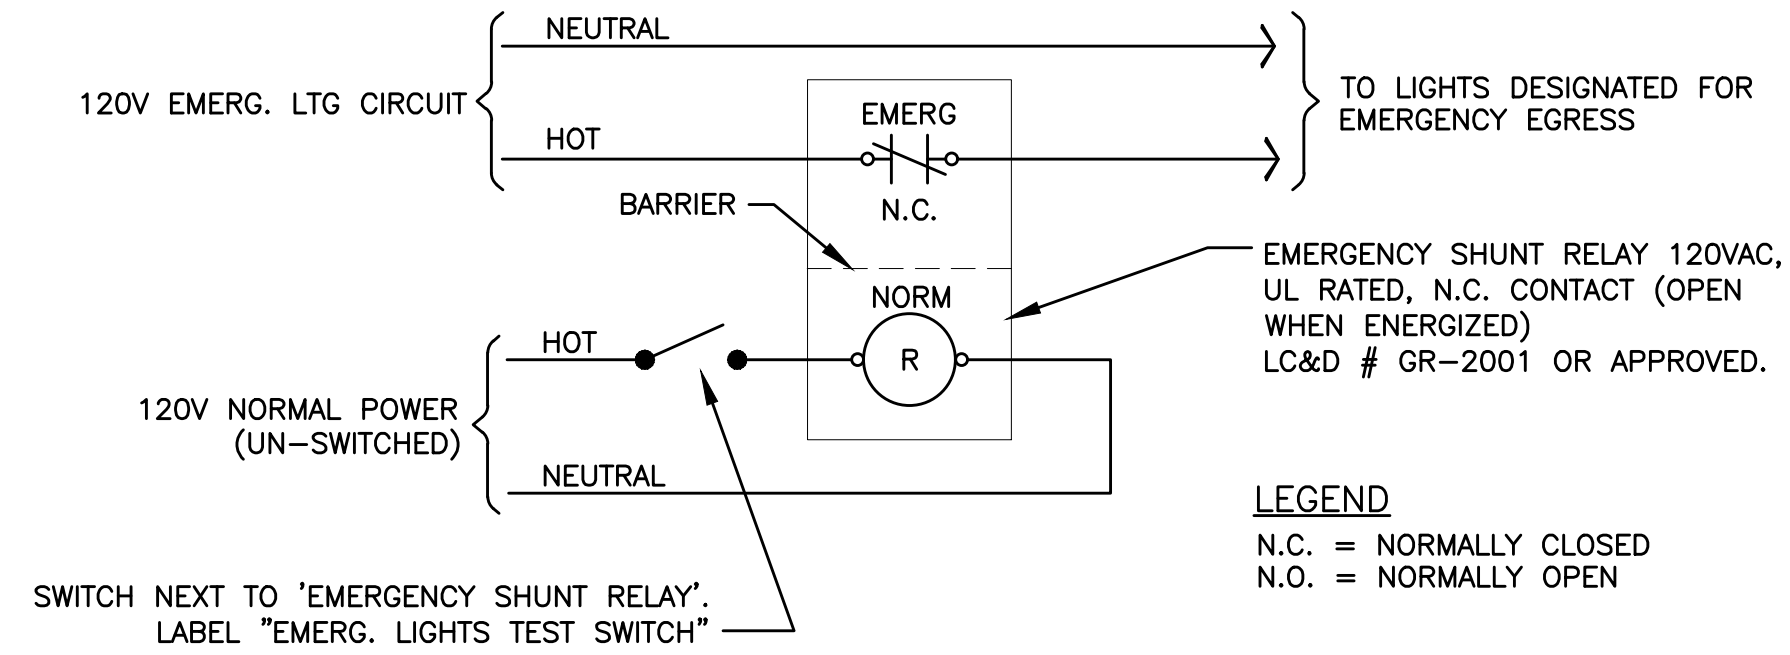 NEUTRAL
120V EMERG. LTG CIRCUIT
HOT
EMERG
N.C.
TO LIGHTS DESIGNATED FOR
EMERGENCY EGRESS
BARRIER
NORM
R
EMERGENCY SHUNT RELAY 120VAC,
UL RATED, N.C. CONTACT (OPEN
WHEN ENERGIZED)
LC&D # GR-2001 OR APPROVED.
HOT
120V NORMAL POWER
(UN-SWITCHED)
NEUTRAL
SWITCH NEXT TO 'EMERGENCY SHUNT RELAY'.
LABEL "EMERG. LIGHTS TEST SWITCH"
LEGEND
N.C. = NORMALLY CLOSED
N.O. = NORMALLY OPEN